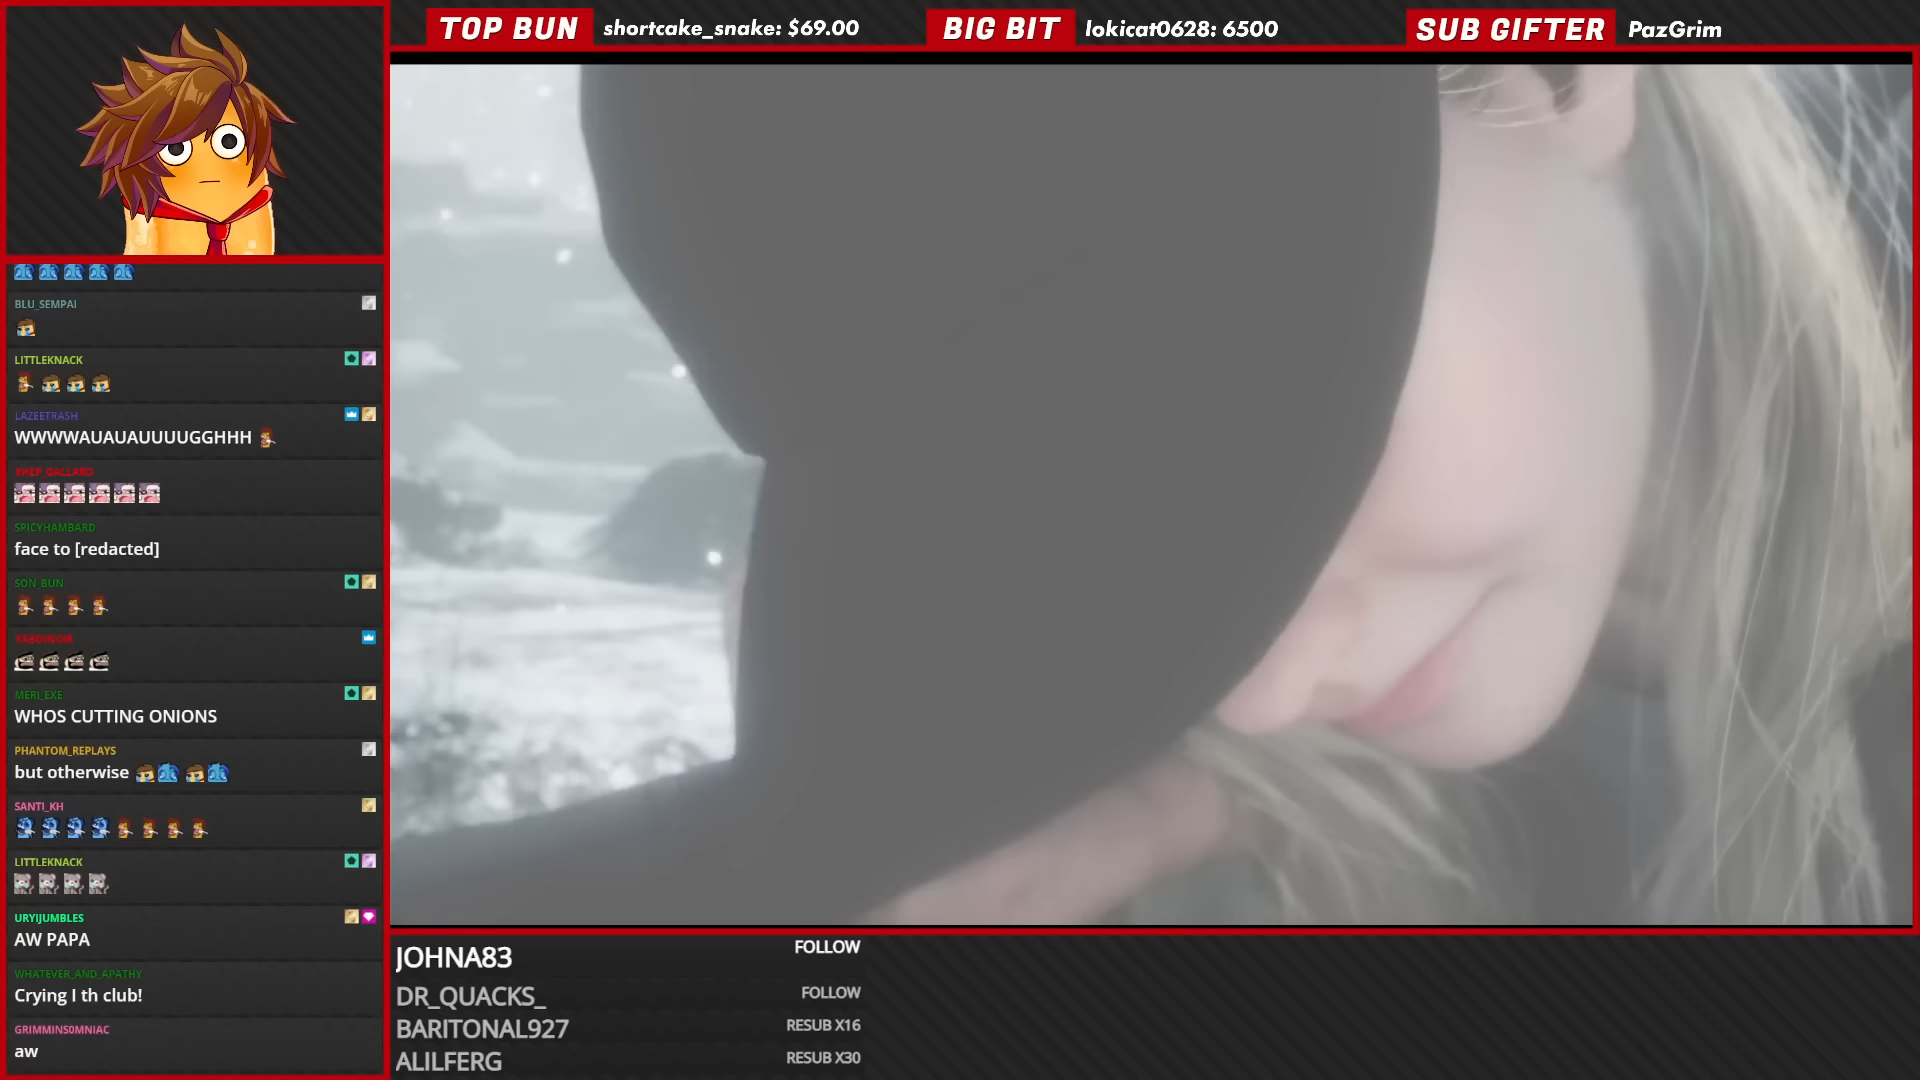 TOP BUN shortcake_snake: $69.00 BIG BIT lokicat0628: 6500 SUB GIFTER PazGrim
BLU_SEMPAI
LITTLEKNACK
LAZEETRASH
WWWWAUAUAUUUUGGHHH
KHEP_GALLARD
SPICYHAMBARD
face to [redacted]
SON_BUN
YABOINOIR
MERI_EXE
WHOS CUTTING ONIONS
PHANTOM_REPLAYS
but otherwise
SANTI_KH
LITTLEKNACK
URYIJUMBLES
AW PAPA
WHATEVER_AND_APATHY
Crying I th club!
GRIMMINS0MNIAC
aw
JOHNA83 FOLLOW
DR_QUACKS_ FOLLOW
BARITONAL927 RESUB X16
ALILFERG RESUB X30